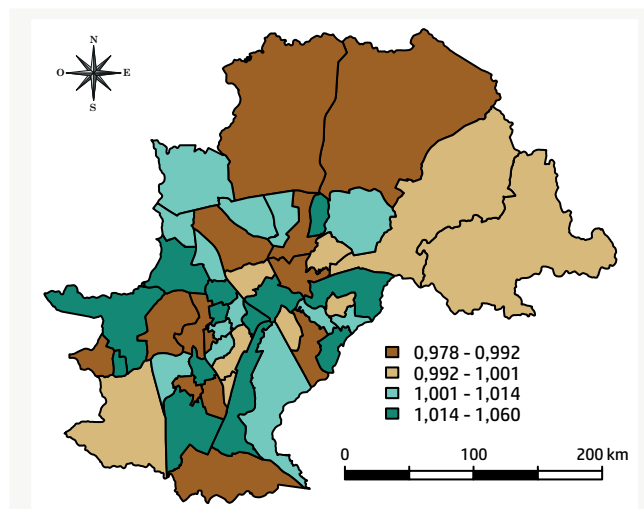 N
O E
S
0,978 - 0,992
0,992 - 1,001
1,001 - 1,014
1,014 - 1,060
0 100 200 km